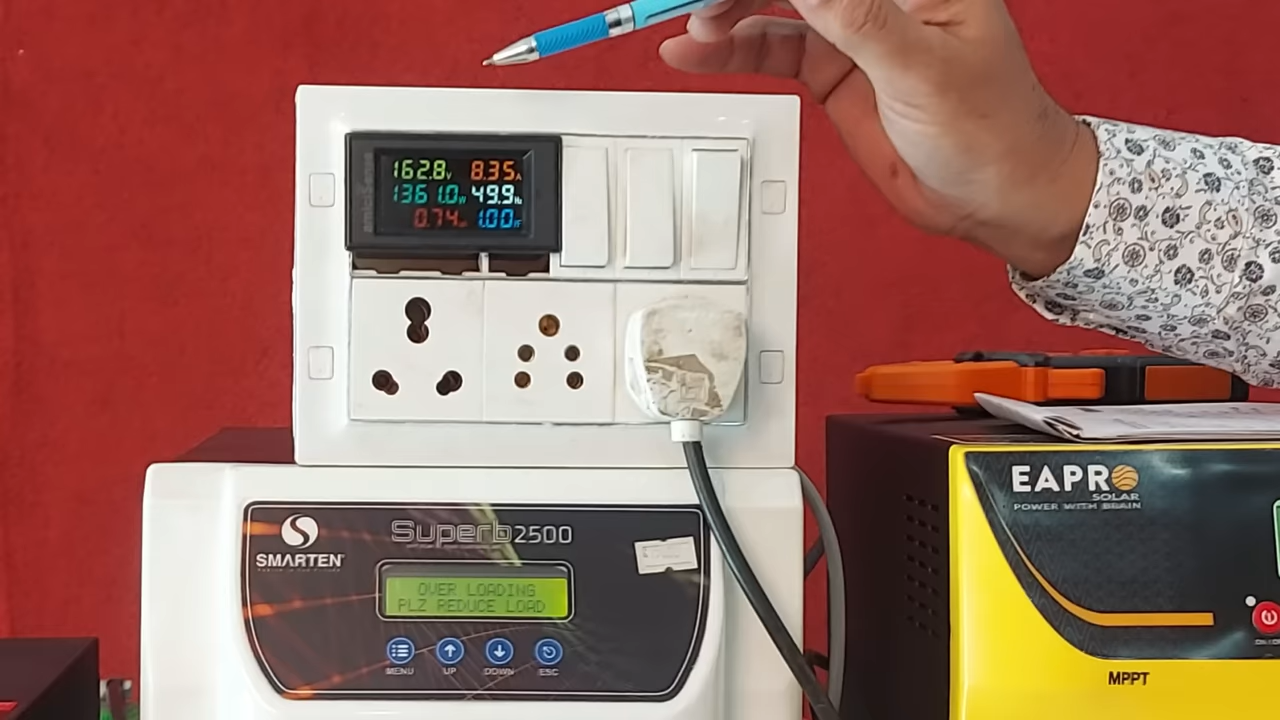 162.8V 8.35A
1361.0W 49.9Hz
0.74 1.00PF
SMARTEN
Superb2500
OVER LOADING
PLZ REDUCE LOAD
MENU UP DOWN ESC
EAPRO
SOLAR
POWER WITH BRAIN
MPPT